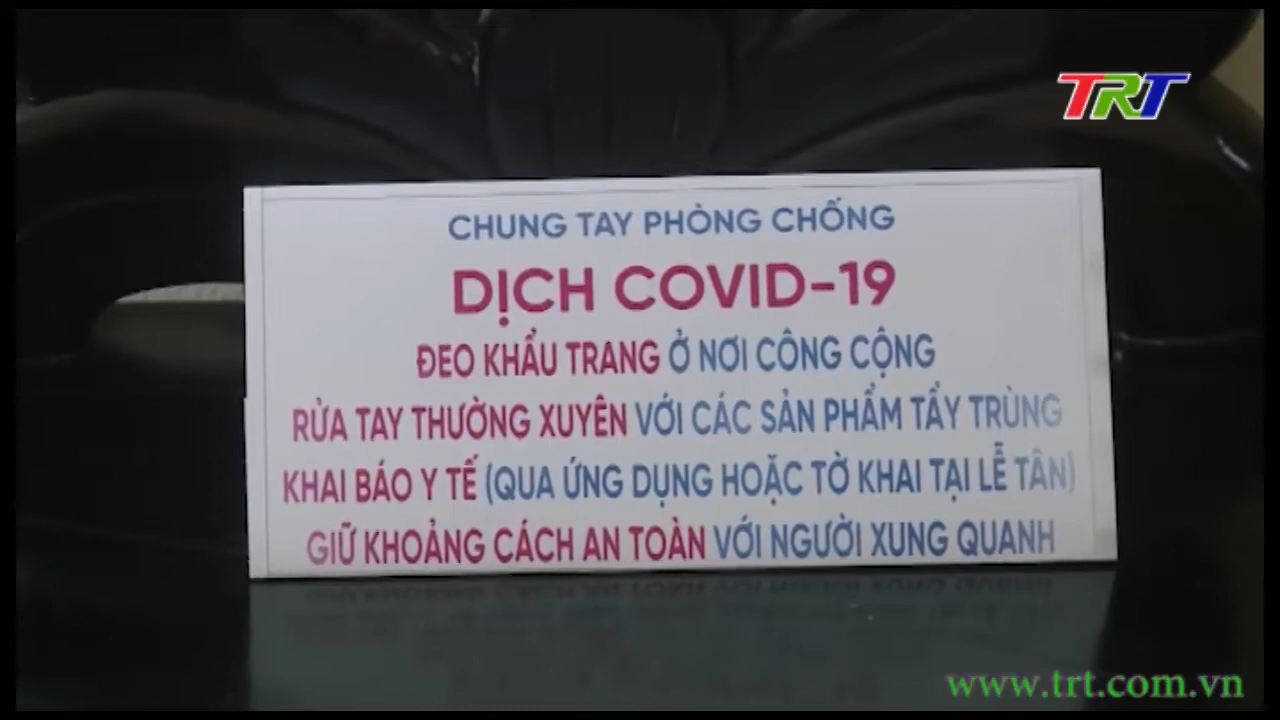 TRT
CHUNG TAY PHÒNG CHỐNG
DỊCH COVID-19
ĐEO KHẨU TRANG Ở NƠI CÔNG CỘNG
RỬA TAY THƯỜNG XUYÊN VỚI CÁC SẢN PHẨM TẨY TRÙNG
KHAI BÁO Y TẾ (QUA ỨNG DỤNG HOẶC TỜ KHAI TẠI LỄ TÂN)
GIỮ KHOẢNG CÁCH AN TOÀN VỚI NGƯỜI XUNG QUANH
www.trt.com.vn